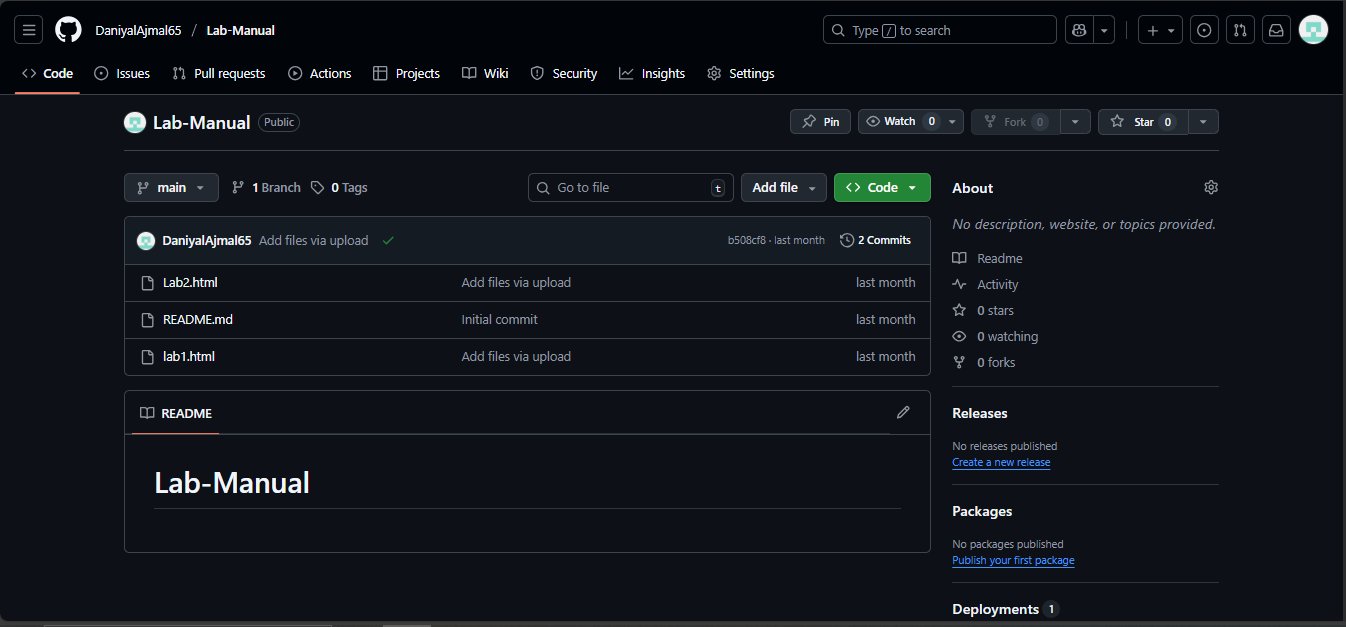 DaniyalAjmal65 / Lab-Manual
Type / to search
Code Issues Pull requests Actions Projects Wiki Security Insights Settings
Lab-Manual Public
Pin Watch 0 Fork 0 Star 0
main 1 Branch 0 Tags Go to file t Add file Code
DaniyalAjmal65 Add files via upload b508cf8 · last month 2 Commits
Lab2.html Add files via upload last month
README.md Initial commit last month
lab1.html Add files via upload last month
README
Lab-Manual
About
No description, website, or topics provided.
Readme
Activity
0 stars
0 watching
0 forks
Releases
No releases published
Create a new release
Packages
No packages published
Publish your first package
Deployments 1